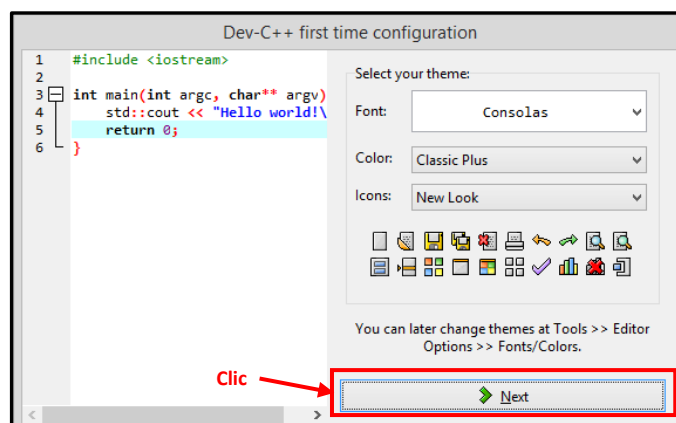 Dev-C++ first time configuration
1 #include <iostream>
2
3 int main(int argc, char** argv)
4 std::cout << "Hello world!\
5 return 0;
6 }
Select your theme:
Font: Consolas
Color: Classic Plus
Icons: New Look
You can later change themes at Tools >> Editor
Options >> Fonts/Colors.
Clic
Next